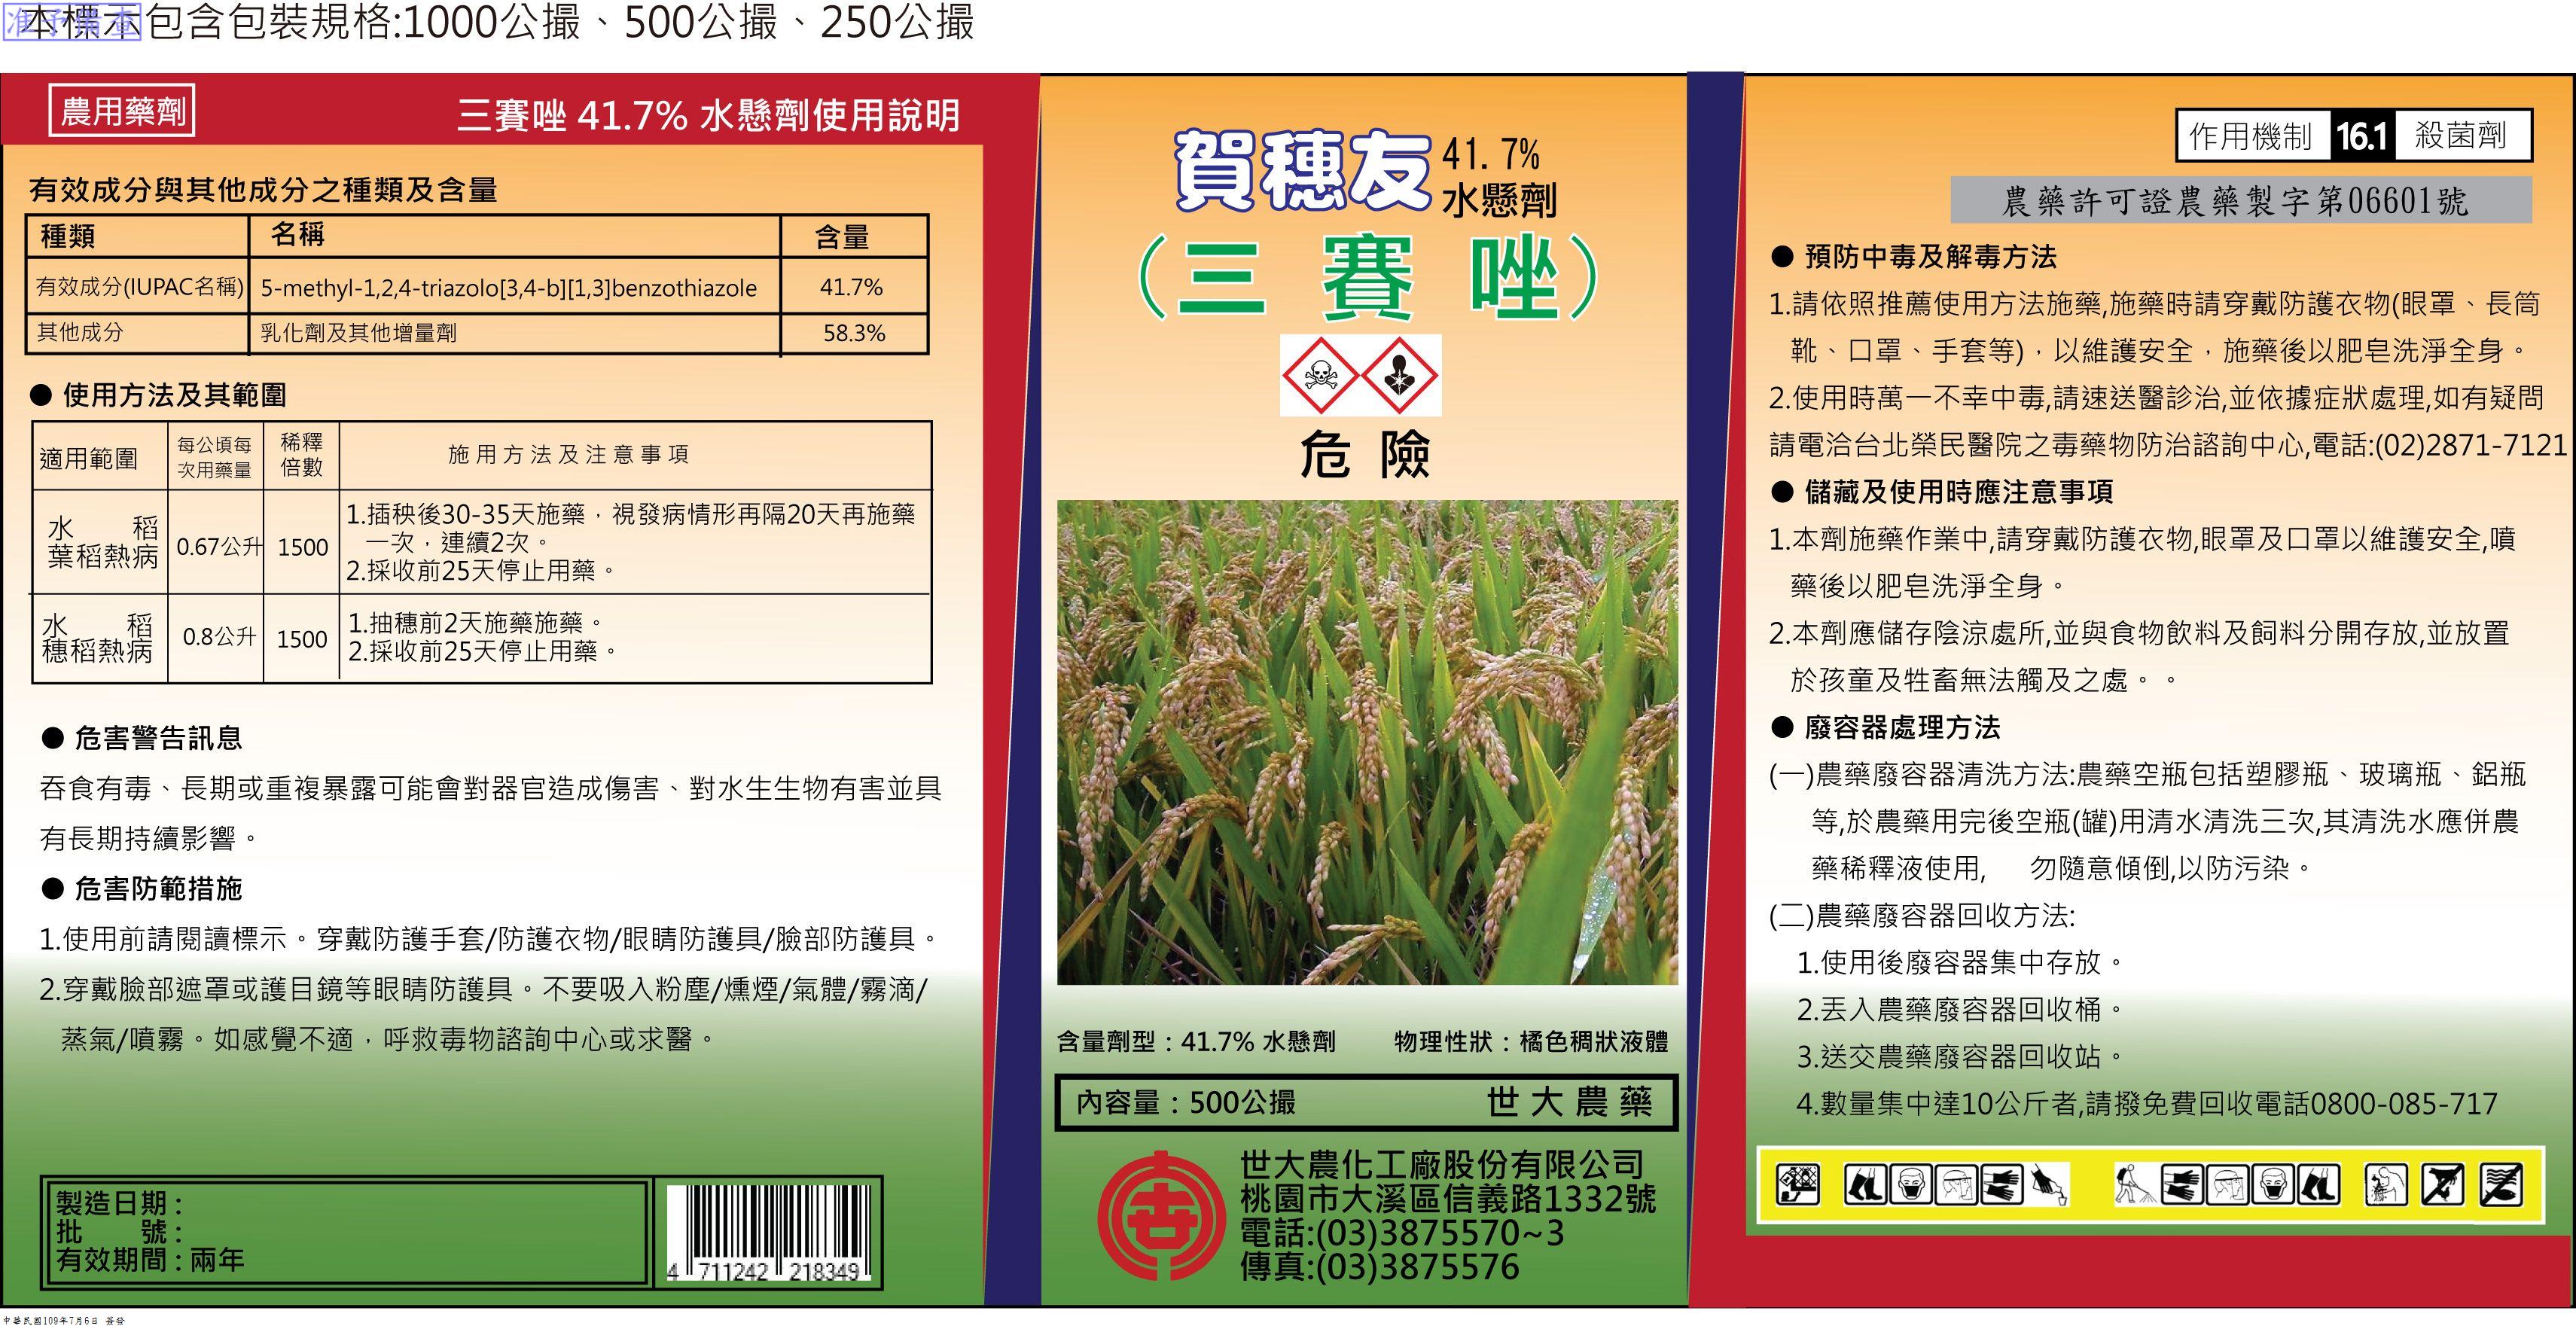 本標示包含包裝規格:1000公撮、500公撮、250公撮
准予備查
農用藥劑
三賽唑 41.7% 水懸劑使用說明
有效成分與其他成分之種類及含量
種類 名稱 含量
有效成分(IUPAC名稱) 5-methyl-1,2,4-triazolo[3,4-b][1,3]benzothiazole 41.7%
其他成分 乳化劑及其他增量劑 58.3%
● 使用方法及其範圍
適用範圍 每公頃每次用藥量 稀釋倍數 施用方法及注意事項
水 稻
葉稻熱病
0.67公升
1500
1.插秧後30-35天施藥，視發病情形再隔20天再施藥
一次，連續2次。
2.採收前25天停止用藥。
水 稻
穗稻熱病
0.8公升
1500
1.抽穗前2天施藥施藥。
2.採收前25天停止用藥。
● 危害警告訊息
吞食有毒、長期或重複暴露可能會對器官造成傷害、對水生生物有害並具
有長期持續影響。
● 危害防範措施
1.使用前請閱讀標示。穿戴防護手套/防護衣物/眼睛防護具/臉部防護具。
2.穿戴臉部遮罩或護目鏡等眼睛防護具。不要吸入粉塵/燻煙/氣體/霧滴/
蒸氣/噴霧。如感覺不適，呼救毒物諮詢中心或求醫。
製造日期：
批 號：
有效期間：兩年
4 711242 218349
賀穗友 41.7%
水懸劑
(三賽唑)
危險
含量劑型：41.7% 水懸劑 物理性狀：橘色稠狀液體
內容量：500公撮 世大農藥
世大農化工廠股份有限公司
桃園市大溪區信義路1332號
電話:(03)3875570~3
傳真:(03)3875576
作用機制 16.1 殺菌劑
農藥許可證農藥製字第06601號
● 預防中毒及解毒方法
1.請依照推薦使用方法施藥,施藥時請穿戴防護衣物(眼罩、長筒
靴、口罩、手套等)，以維護安全，施藥後以肥皂洗淨全身。
2.使用時萬一不幸中毒,請速送醫診治,並依據症狀處理,如有疑問
請電洽台北榮民醫院之毒藥物防治諮詢中心,電話:(02)2871-7121
● 儲藏及使用時應注意事項
1.本劑施藥作業中,請穿戴防護衣物,眼罩及口罩以維護安全,噴
藥後以肥皂洗淨全身。
2.本劑應儲存陰涼處所,並與食物飲料及飼料分開存放,並放置
於孩童及牲畜無法觸及之處。。
● 廢容器處理方法
(一)農藥廢容器清洗方法:農藥空瓶包括塑膠瓶、玻璃瓶、鋁瓶
等,於農藥用完後空瓶(罐)用清水清洗三次,其清洗水應併農
藥稀釋液使用, 勿隨意傾倒,以防污染。
(二)農藥廢容器回收方法:
1.使用後廢容器集中存放。
2.丟入農藥廢容器回收桶。
3.送交農藥廢容器回收站。
4.數量集中達10公斤者,請撥免費回收電話0800-085-717
中華民國109年7月6日 簽發